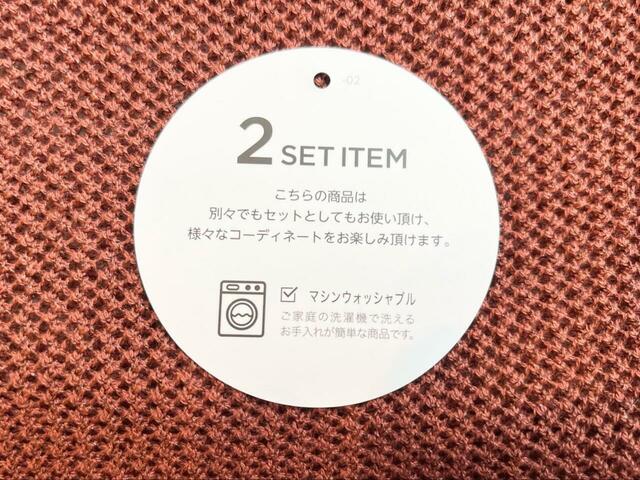 -02
2 SET ITEM
こちらの商品は
別々でもセットとしてもお使い頂け、
様々なコーディネートをお楽しみ頂けます。
マシンウォッシャブル
ご家庭の洗濯機で洗える
お手入れが簡単な商品です。